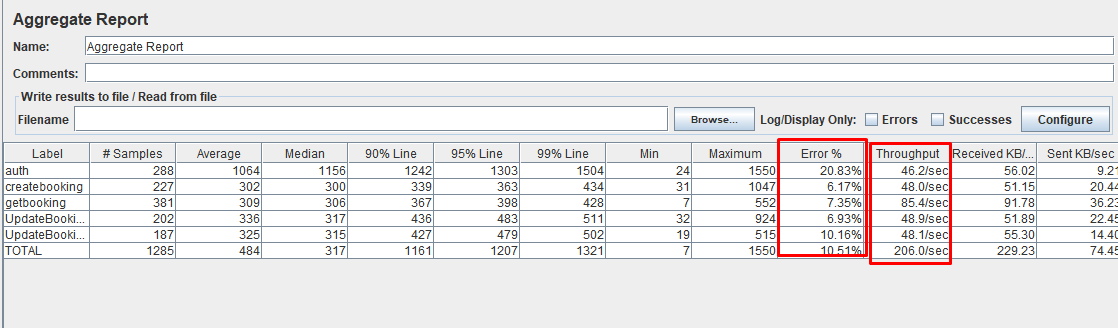 Aggregate Report
Name: Aggregate Report
Comments:
Write results to file / Read from file
Filename Browse... Log/Display Only: Errors Successes Configure
Label # Samples Average Median 90% Line 95% Line 99% Line Min Maximum Error % Throughput Received KB/... Sent KB/sec
auth 288 1064 1156 1242 1303 1504 24 1550 20.83% 46.2/sec 56.02 9.21
createbooking 227 302 300 339 363 434 31 1047 6.17% 48.0/sec 51.15 20.44
getbooking 381 309 306 367 398 428 7 552 7.35% 85.4/sec 91.78 36.23
UpdateBooki... 202 336 317 436 483 511 32 924 6.93% 48.9/sec 51.89 22.45
UpdateBooki... 187 325 315 427 479 502 19 515 10.16% 48.1/sec 55.30 14.40
TOTAL 1285 484 317 1161 1207 1321 7 1550 10.51% 206.0/sec 229.23 74.45